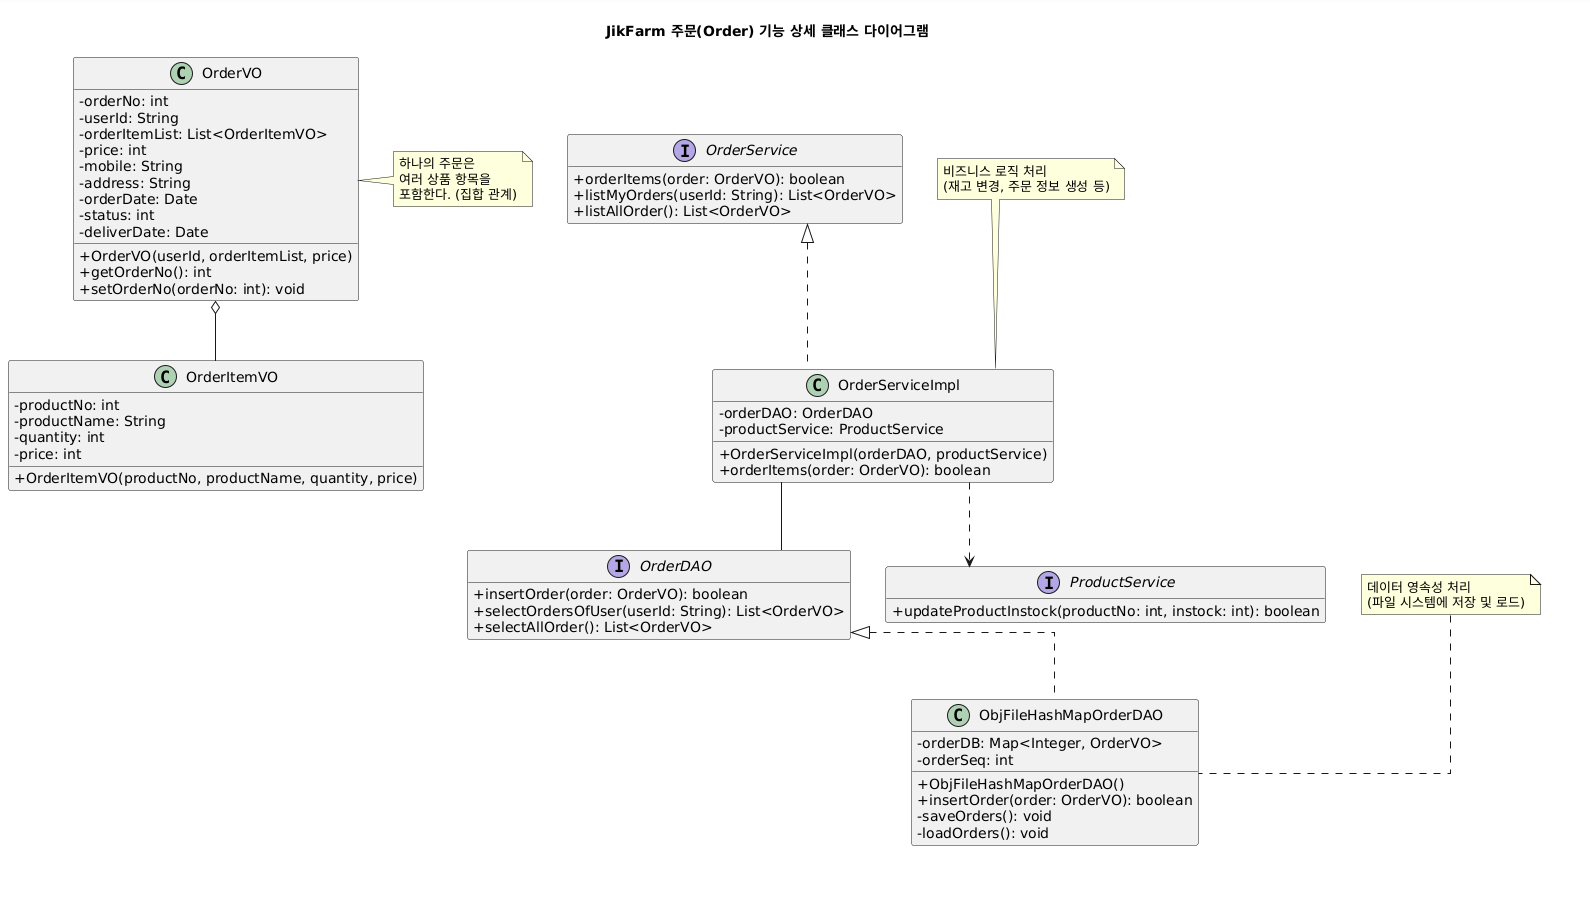 JikFarm 주문(Order) 기능 상세 클래스 다이어그램
C OrderVO
-orderNo: int
-userId: String
-orderItemList: List<OrderItemVO>
-price: int
-mobile: String
-address: String
-orderDate: Date
-status: int
-deliverDate: Date
+OrderVO(userId, orderItemList, price)
+getOrderNo(): int
+setOrderNo(orderNo: int): void
하나의 주문은
여러 상품 항목을
포함한다. (집합 관계)
I OrderService
+orderItems(order: OrderVO): boolean
+listMyOrders(userId: String): List<OrderVO>
+listAllOrder(): List<OrderVO>
비즈니스 로직 처리
(재고 변경, 주문 정보 생성 등)
C OrderItemVO
-productNo: int
-productName: String
-quantity: int
-price: int
+OrderItemVO(productNo, productName, quantity, price)
C OrderServiceImpl
-orderDAO: OrderDAO
-productService: ProductService
+OrderServiceImpl(orderDAO, productService)
+orderItems(order: OrderVO): boolean
I OrderDAO
+insertOrder(order: OrderVO): boolean
+selectOrdersOfUser(userId: String): List<OrderVO>
+selectAllOrder(): List<OrderVO>
I ProductService
+updateProductInstock(productNo: int, instock: int): boolean
데이터 영속성 처리
(파일 시스템에 저장 및 로드)
C ObjFileHashMapOrderDAO
-orderDB: Map<Integer, OrderVO>
-orderSeq: int
+ObjFileHashMapOrderDAO()
+insertOrder(order: OrderVO): boolean
-saveOrders(): void
-loadOrders(): void